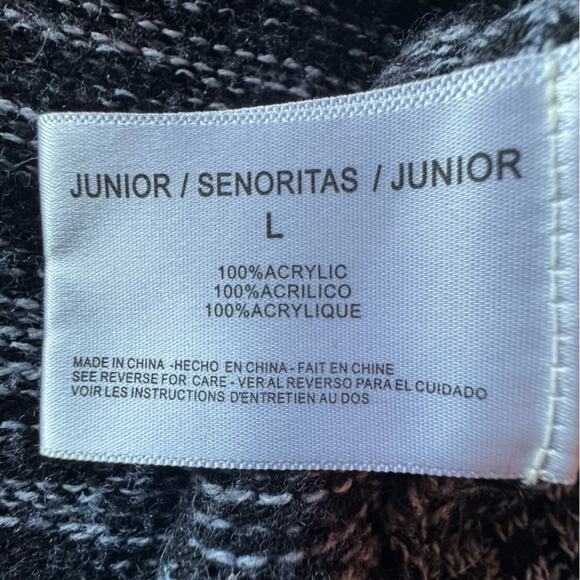 JUNIOR / SENORITAS / JUNIOR
L
100%ACRYLIC
100%ACRILICO
100%ACRYLIQUE
MADE IN CHINA -HECHO EN CHINA - FAIT EN CHINE
SEE REVERSE FOR CARE - VER AL REVERSO PARA EL CUIDADO
VOIR LES INSTRUCTIONS D'ENTRETIEN AU DOS